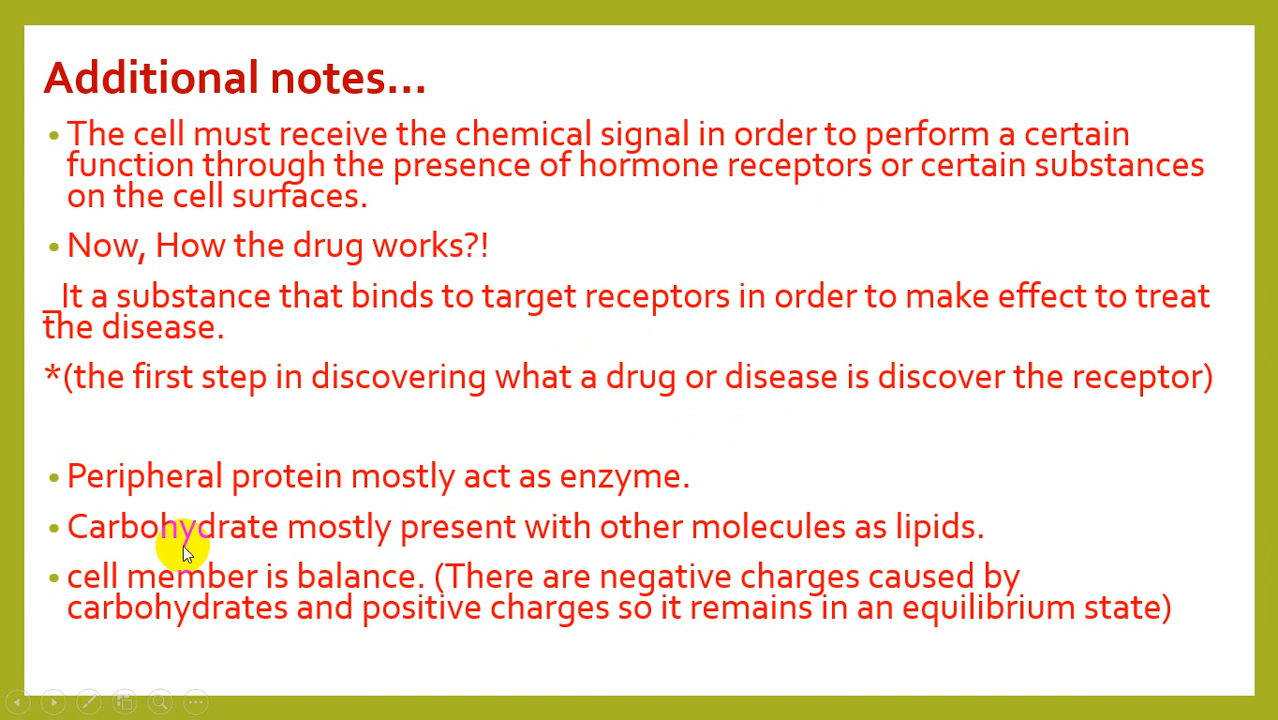 Additional notes...
• The cell must receive the chemical signal in order to perform a certain
function through the presence of hormone receptors or certain substances
on the cell surfaces.
• Now, How the drug works?!
_It a substance that binds to target receptors in order to make effect to treat
the disease.
*(the first step in discovering what a drug or disease is discover the receptor)
• Peripheral protein mostly act as enzyme.
• Carbohydrate mostly present with other molecules as lipids.
• cell member is balance. (There are negative charges caused by
carbohydrates and positive charges so it remains in an equilibrium state)